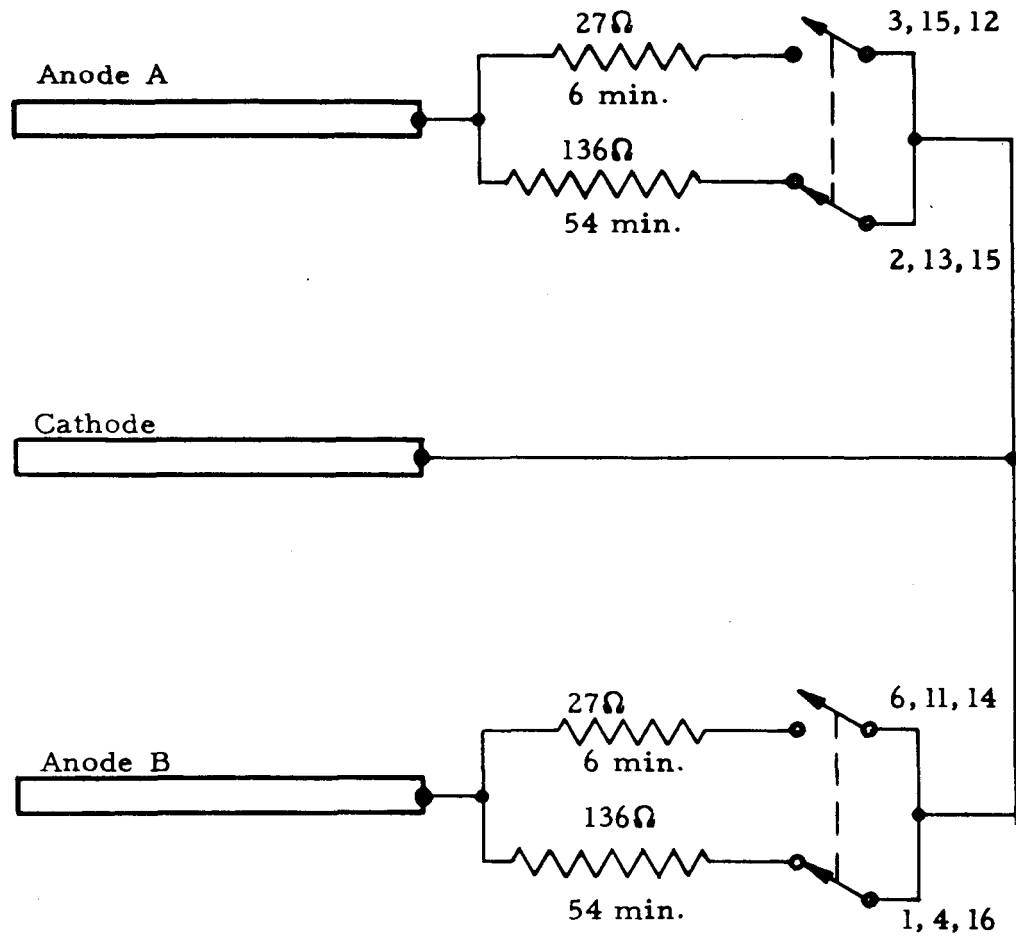 27Ω
3, 15, 12
Anode A
6 min.
136Ω
54 min.
2, 13, 15
Cathode
27Ω
6, 11, 14
Anode B
6 min.
136Ω
54 min.
1, 4, 16